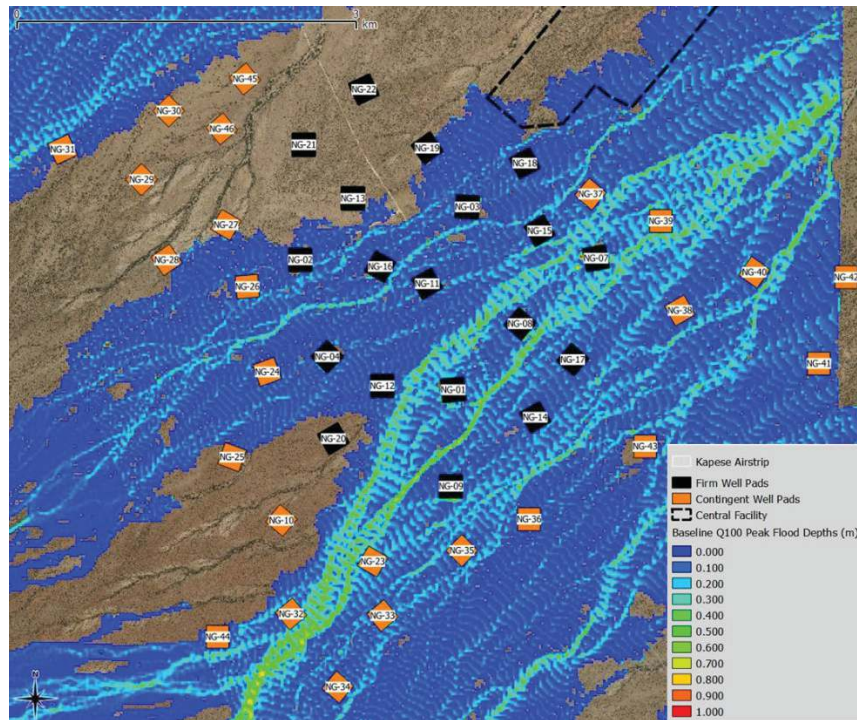 0 3
km
NG-45
NG-22
NG-30
NG-46
NG-21
NG-31
NG-19
NG-18
NG-29
NG-13
NG-37
NG-03
NG-27
NG-39
NG-15
NG-28
NG-02
NG-16
NG-07
NG-40
NG-42
NG-26
NG-11
NG-38
NG-08
NG-04
NG-17
NG-41
NG-24
NG-12
NG-01
NG-14
NG-20
NG-43
NG-25
NG-09
NG-10
NG-36
NG-35
NG-23
NG-32
NG-33
NG-44
NG-34
N
Kapese Airstrip
Firm Well Pads
Contingent Well Pads
Central Facility
Baseline Q100 Peak Flood Depths (m)
0.000
0.100
0.200
0.300
0.400
0.500
0.600
0.700
0.800
0.900
1.000